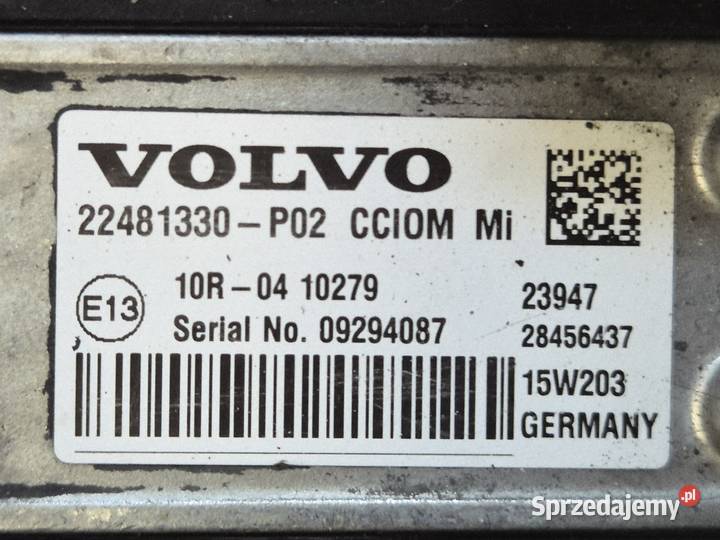 VOLVO
22481330-P02 CCIOM Mi
E13
10R-04 10279
23947
Serial No. 09294087
28456437
15W203
GERMANY
Sprzedajemy.pl